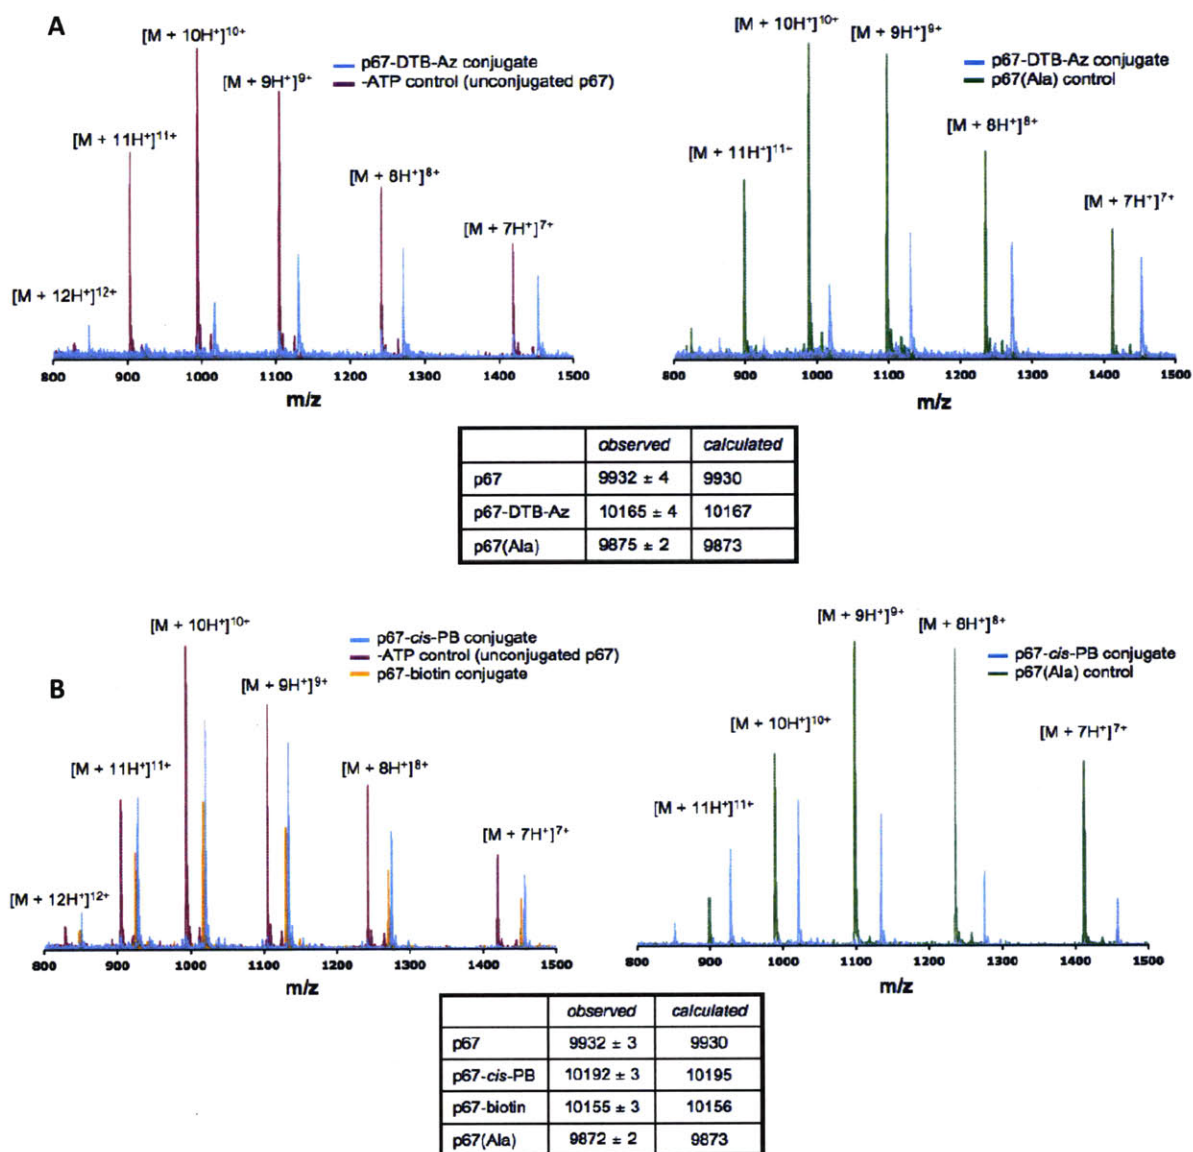 A
[M + 10H⁺]¹⁰⁺
[M + 9H⁺]⁹⁺
[M + 11H⁺]¹¹⁺
[M + 8H⁺]⁸⁺
[M + 7H⁺]⁷⁺
[M + 12H⁺]¹²⁺
p67-DTB-Az conjugate
-ATP control (unconjugated p67)
800 900 1000 1100 1200 1300 1400 1500
m/z
[M + 10H⁺]¹⁰⁺
[M + 9H⁺]⁹⁺
p67-DTB-Az conjugate
p67(Ala) control
[M + 8H⁺]⁸⁺
[M + 11H⁺]¹¹⁻
[M + 7H⁺]⁷⁺
800 900 1000 1100 1200 1300 1400 1500
m/z
observed calculated
p67 9932 ± 4 9930
p67-DTB-Az 10165 ± 4 10167
p67(Ala) 9875 ± 2 9873
B
[M + 10H⁺]¹⁰⁺
p67-cis-PB conjugate
-ATP control (unconjugated p67)
p67-biotin conjugate
[M + 9H⁺]⁹⁺
[M + 11H⁺]¹¹⁺
[M + 8H⁺]⁸⁺
[M + 7H⁺]⁷⁺
[M + 12H⁺]¹²⁺
800 900 1000 1100 1200 1300 1400 1500
m/z
[M + 9H⁺]⁹⁺
[M + 8H⁺]⁸⁺
p67-cis-PB conjugate
p67(Ala) control
[M + 10H⁺]¹⁰⁺
[M + 7H⁺]⁷⁺
[M + 11H⁺]¹¹⁺
800 900 1000 1100 1200 1300 1400 1500
m/z
observed calculated
p67 9932 ± 3 9930
p67-cis-PB 10192 ± 3 10195
p67-biotin 10155 ± 3 10156
p67(Ala) 9872 ± 2 9873